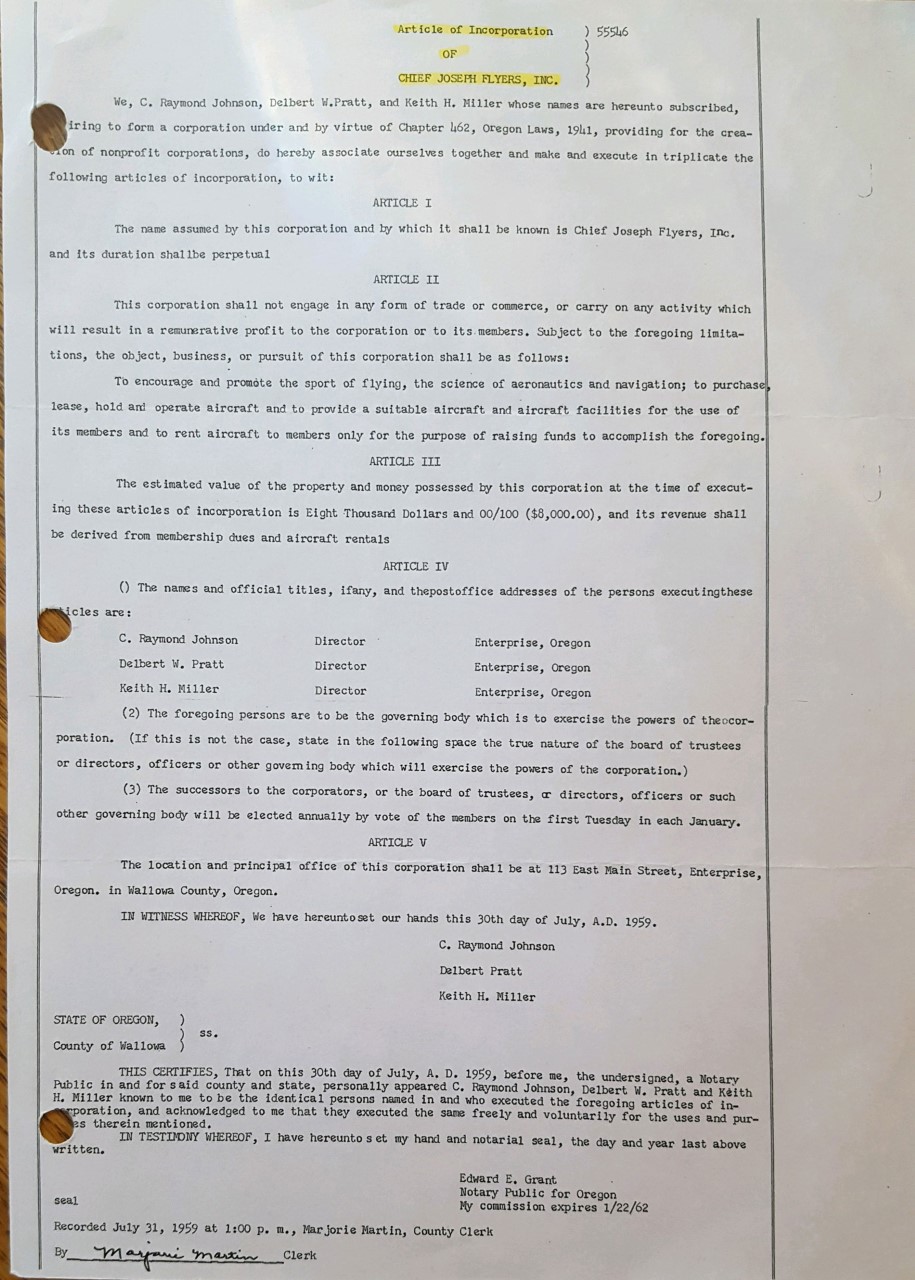 Article of Incorporation ) 55546
OF )
CHIEF JOSEPH FLYERS, INC. )
We, C. Raymond Johnson, Delbert W.Pratt, and Keith H. Miller whose names are hereunto subscribed,
iring to form a corporation under and by virtue of Chapter 462, Oregon Laws, 1941, providing for the crea-
ion of nonprofit corporations, do hereby associate ourselves together and make and execute in triplicate the
following articles of incorporation, to wit:
ARTICLE I
The name assumed by this corporation and by which it shall be known is Chief Joseph Flyers, Inc.
and its duration shallbe perpetual
ARTICLE II
This corporation shall not engage in any form of trade or commerce, or carry on any activity which
will result in a remunerative profit to the corporation or to its members. Subject to the foregoing limita-
tions, the object, business, or pursuit of this corporation shall be as follows:
To encourage and promote the sport of flying, the science of aeronautics and navigation; to purchase,
lease, hold and operate aircraft and to provide a suitable aircraft and aircraft facilities for the use of
its members and to rent aircraft to members only for the purpose of raising funds to accomplish the foregoing.
ARTICLE III
The estimated value of the property and money possessed by this corporation at the time of execut-
ing these articles of incorporation is Eight Thousand Dollars and 00/100 ($8,000.00), and its revenue shall
be derived from membership dues and aircraft rentals
ARTICLE IV
() The names and official titles, ifany, and thepostoffice addresses of the persons executingthese
icles are:
C. Raymond Johnson Director Enterprise, Oregon
Delbert W. Pratt Director Enterprise, Oregon
Keith H. Miller Director Enterprise, Oregon
(2) The foregoing persons are to be the governing body which is to exercise the powers of theocor-
poration. (If this is not the case, state in the following space the true nature of the board of trustees
or directors, officers or other governing body which will exercise the powers of the corporation.)
(3) The successors to the corporators, or the board of trustees, or directors, officers or such
other governing body will be elected annually by vote of the members on the first Tuesday in each January.
ARTICLE V
The location and principal office of this corporation shall be at 113 East Main Street, Enterprise,
Oregon. in Wallowa County, Oregon.
IN WITNESS WHEREOF, We have hereunto set our hands this 30th day of July, A.D. 1959.
C. Raymond Johnson
Delbert Pratt
Keith H. Miller
STATE OF OREGON, )
) ss.
County of Wallowa )
THIS CERTIFIES, That on this 30th day of July, A. D. 1959, before me, the undersigned, a Notary
Public in and for said county and state, personally appeared C. Raymond Johnson, Delbert W. Pratt and Keith
H. Miller known to me to be the identical persons named in and who executed the foregoing articles of in-
rporation, and acknowledged to me that they executed the same freely and voluntarily for the uses and pur-
es therein mentioned.
IN TESTIMONY WHEREOF, I have hereunto set my hand and notarial seal, the day and year last above
written.
Edward E. Grant
Notary Public for Oregon
seal My commission expires 1/22/62
Recorded July 31, 1959 at 1:00 p. m., Marjorie Martin, County Clerk
By Marjorie Martin Clerk